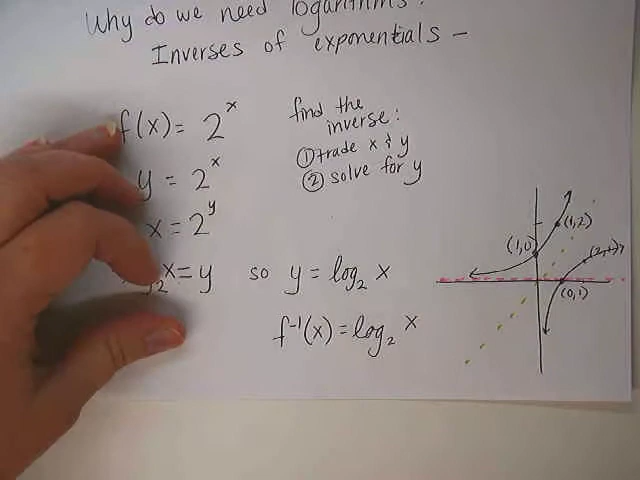 Why do we need logarithms?
Inverses of exponentials –
f(x) = 2^x
find the
inverse:
① trade x & y
② solve for y
y = 2^x
x = 2^y
₂x = y so y = log₂ x
f⁻¹(x) = log₂ x
(1,2)
(1,0)
(0,1)